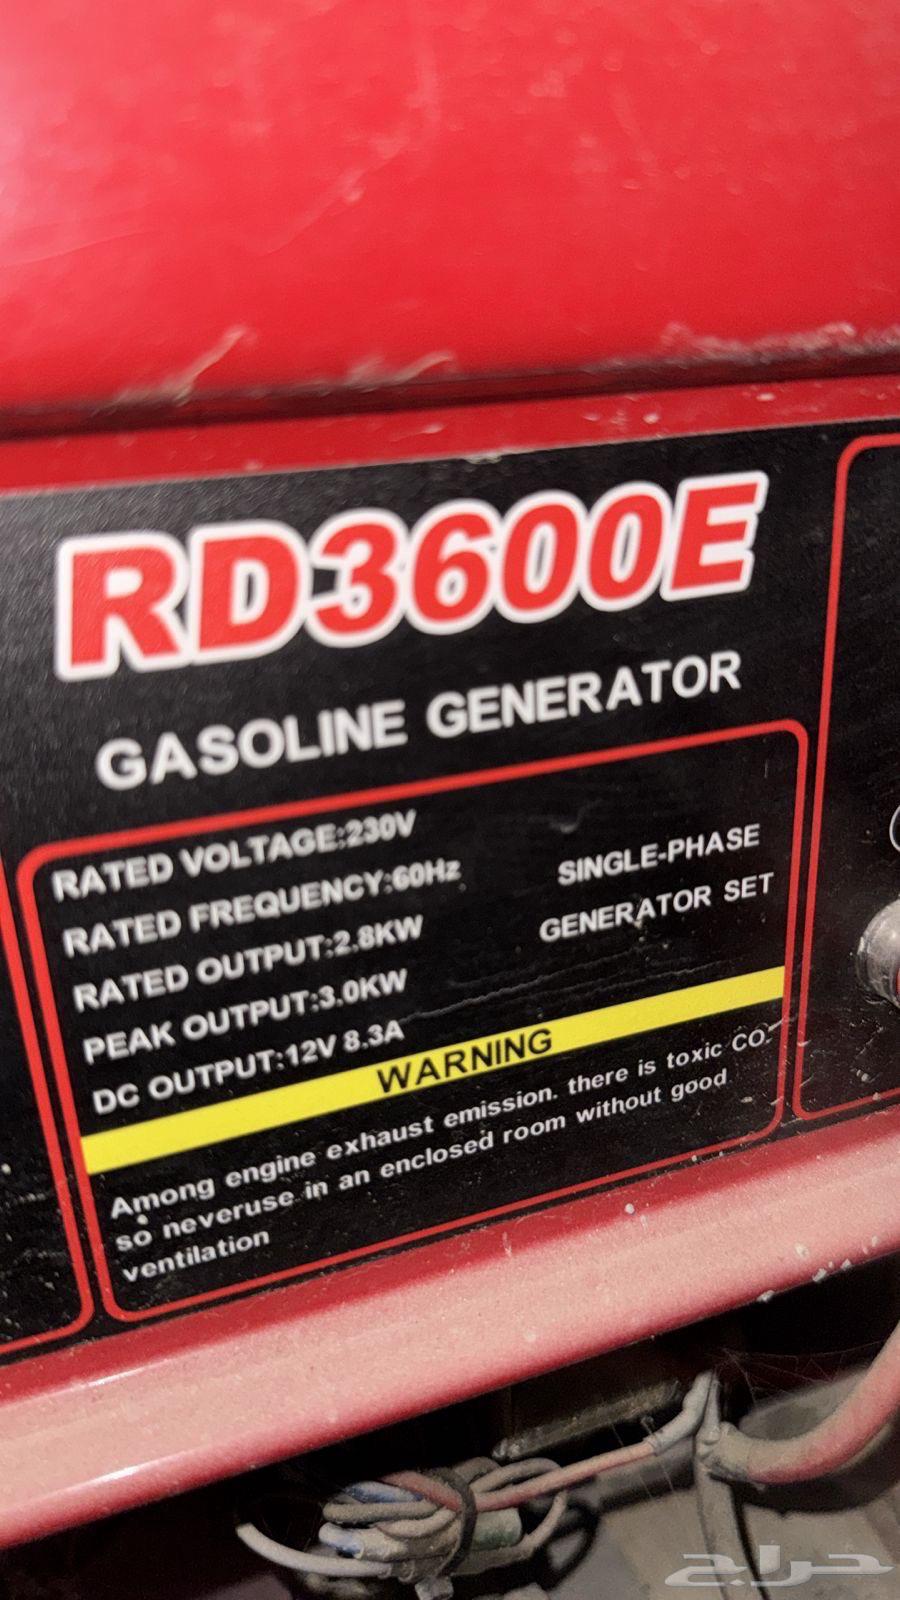 RD3600E
GASOLINE GENERATOR
RATED VOLTAGE:230V
RATED FREQUENCY:60Hz
RATED OUTPUT:2.8KW
PEAK OUTPUT:3.0KW
DC OUTPUT:12V 8.3A
SINGLE-PHASE
GENERATOR SET
WARNING
Among engine exhaust emission. there is toxic CO.
so neveruse in an enclosed room without good
ventilation
حراج